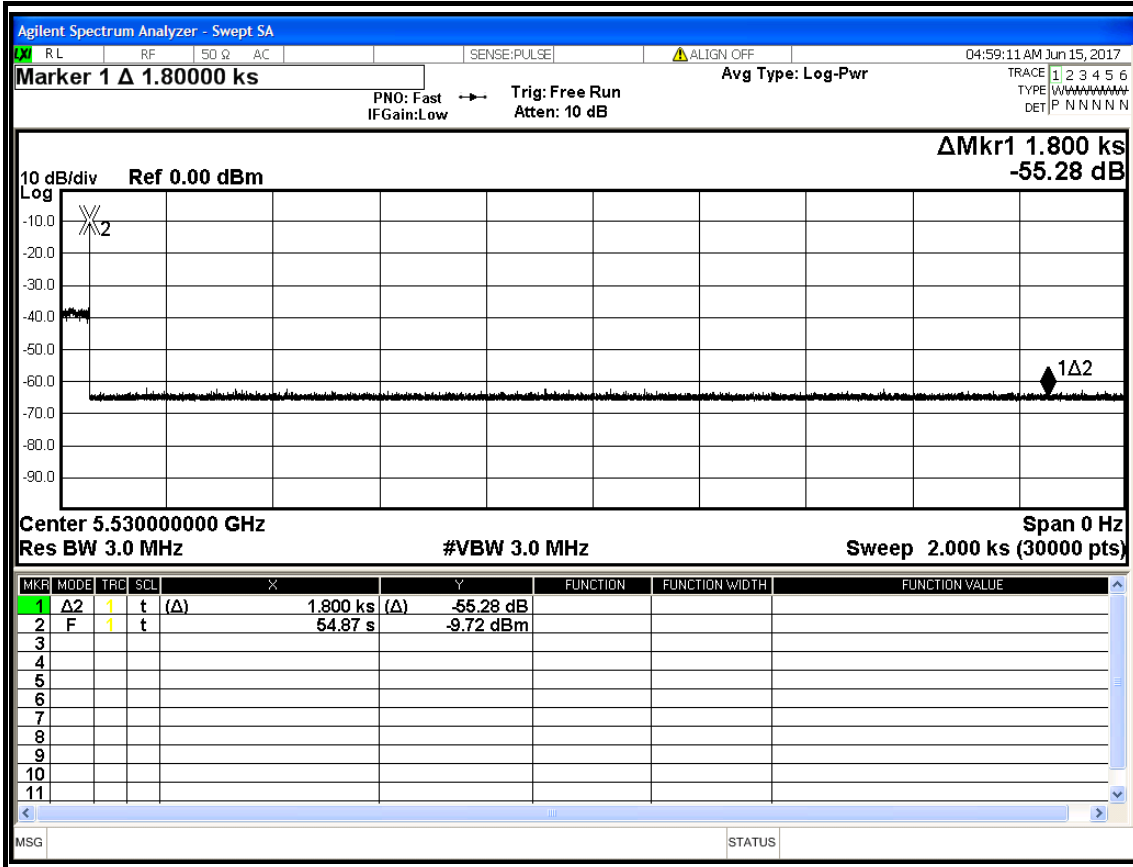 Agilent Spectrum Analyzer - Swept SA
LXI RL RF 50 Ω AC SENSE:PULSE ALIGN OFF 04:59:11 AM Jun 15, 2017
Marker 1 Δ 1.80000 ks
PNO: Fast
IFGain:Low
Trig: Free Run
Atten: 10 dB
Avg Type: Log-Pwr
TRACE 1 2 3 4 5 6
TYPE
DET P N N N N N
ΔMkr1 1.800 ks
-55.28 dB
10 dB/div Ref 0.00 dBm
Log
-10.0
2
-20.0
-30.0
-40.0
-50.0
-60.0
1Δ2
-70.0
-80.0
-90.0
Center 5.530000000 GHz Span 0 Hz
Res BW 3.0 MHz #VBW 3.0 MHz Sweep 2.000 ks (30000 pts)
MKR MODE TRC SCL X Y FUNCTION FUNCTION WIDTH FUNCTION VALUE
1 Δ2 1 t (Δ) 1.800 ks (Δ) -55.28 dB
2 F 1 t 54.87 s -9.72 dBm
3
4
5
6
7
8
9
10
11
MSG STATUS